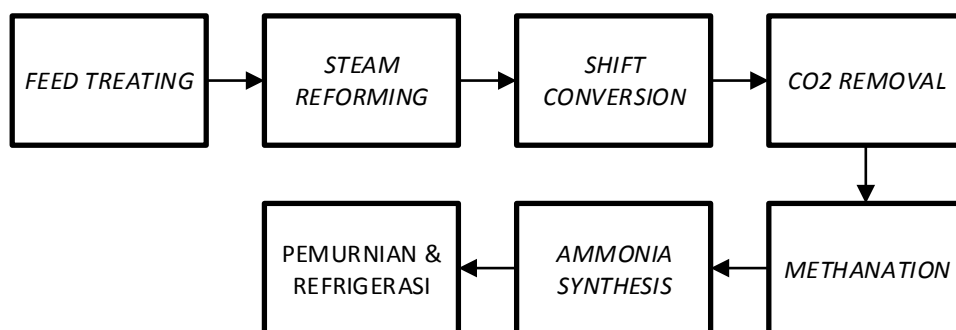 FEED TREATING
STEAM
REFORMING
SHIFT
CONVERSION
CO2 REMOVAL
METHANATION
AMMONIA
SYNTHESIS
PEMURNIAN &
REFRIGERASI